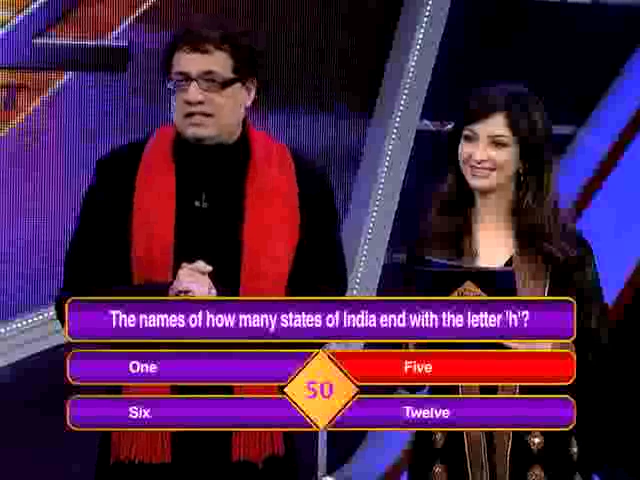 The names of how many states of India end with the letter 'h'?
One
Five
50
Six
Twelve